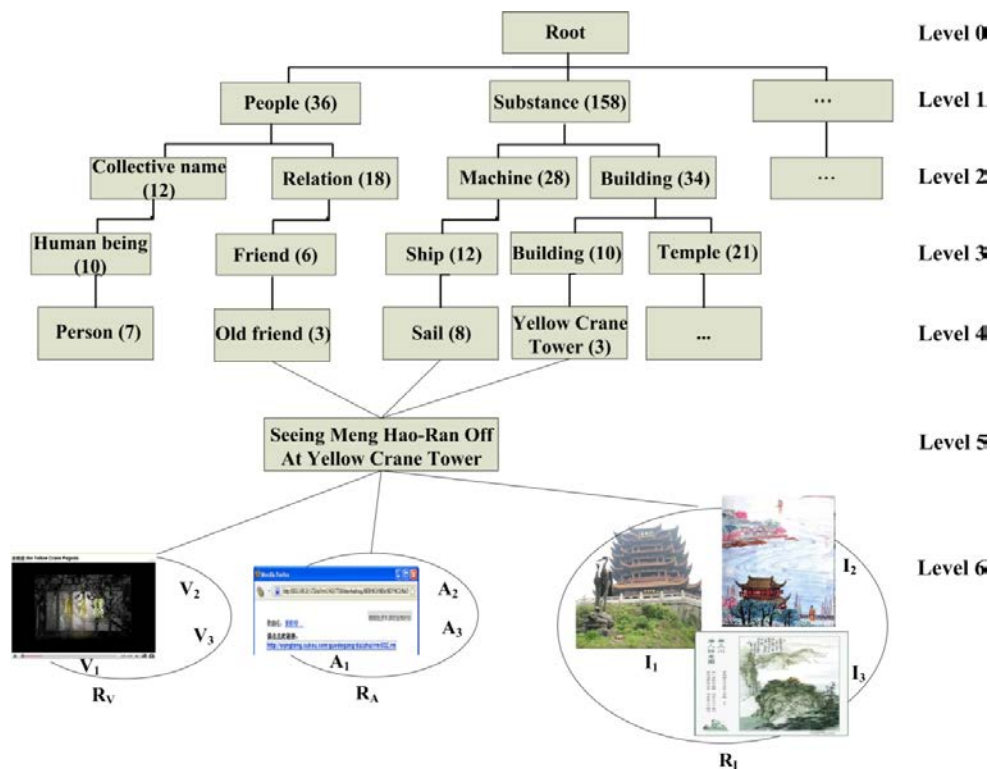 Root
Level 0
People (36)
Substance (158)
...
Level 1
Collective name
(12)
Relation (18)
Machine (28)
Building (34)
...
Level 2
Human being
(10)
Friend (6)
Ship (12)
Building (10)
Temple (21)
Level 3
Person (7)
Old friend (3)
Sail (8)
Yellow Crane
Tower (3)
...
Level 4
Seeing Meng Hao-Ran Off
At Yellow Crane Tower
Level 5
Level 6
V2
V3
V1
RV
Mozilla Firefox
A2
A3
A1
RA
I2
I1
I3
RI